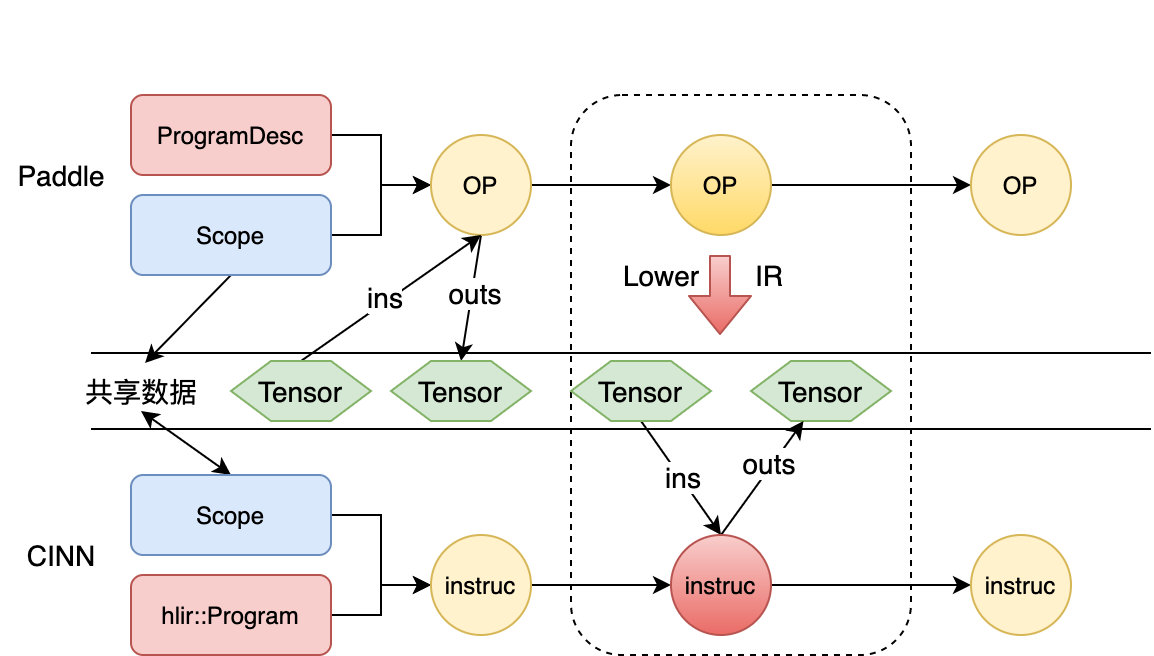 ProgramDesc
Paddle
OP
OP
OP
Scope
Lower
IR
ins
outs
共享数据
Tensor
Tensor
Tensor
Tensor
ins
outs
Scope
CINN
instruc
instruc
instruc
hlir::Program